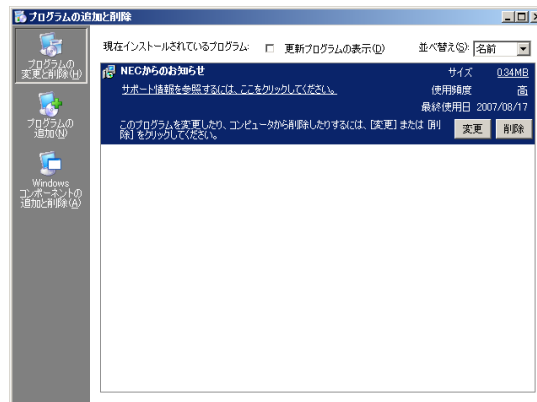 プログラムの追加と削除
プログラムの
変更と削除(H)
プログラムの
追加(N)
Windows
コンポーネントの
追加と削除(A)
現在インストールされているプログラム:
更新プログラムの表示(D)
並べ替え(S):
名前
NECからのお知らせ
サイズ
0.34MB
サポート情報を参照するには、ここをクリックしてください。
使用頻度
高
最終使用日
2007/08/17
このプログラムを変更したり、コンピュータから削除したりするには、[変更] または [削
除] をクリックしてください。
変更
削除